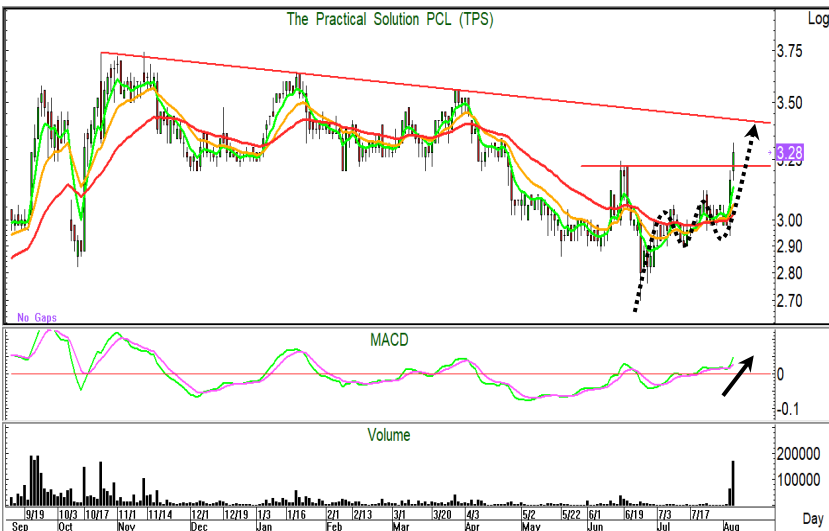 The Practical Solution PCL (TPS)
Log
3.75
3.50
3.28
3.25
3.00
2.90
2.80
2.70
No Gaps
MACD
0
-0.1
Volume
200000
100000
9/19 10/3 10/17 11/1 11/14 12/1 12/19 1/3 1/16 2/1 2/13 3/1 3/20 4/3 5/2 5/22 6/1 6/19 7/3 7/17
Sep Oct Nov Dec Jan Feb Mar Apr May Jun Jul Aug
Day